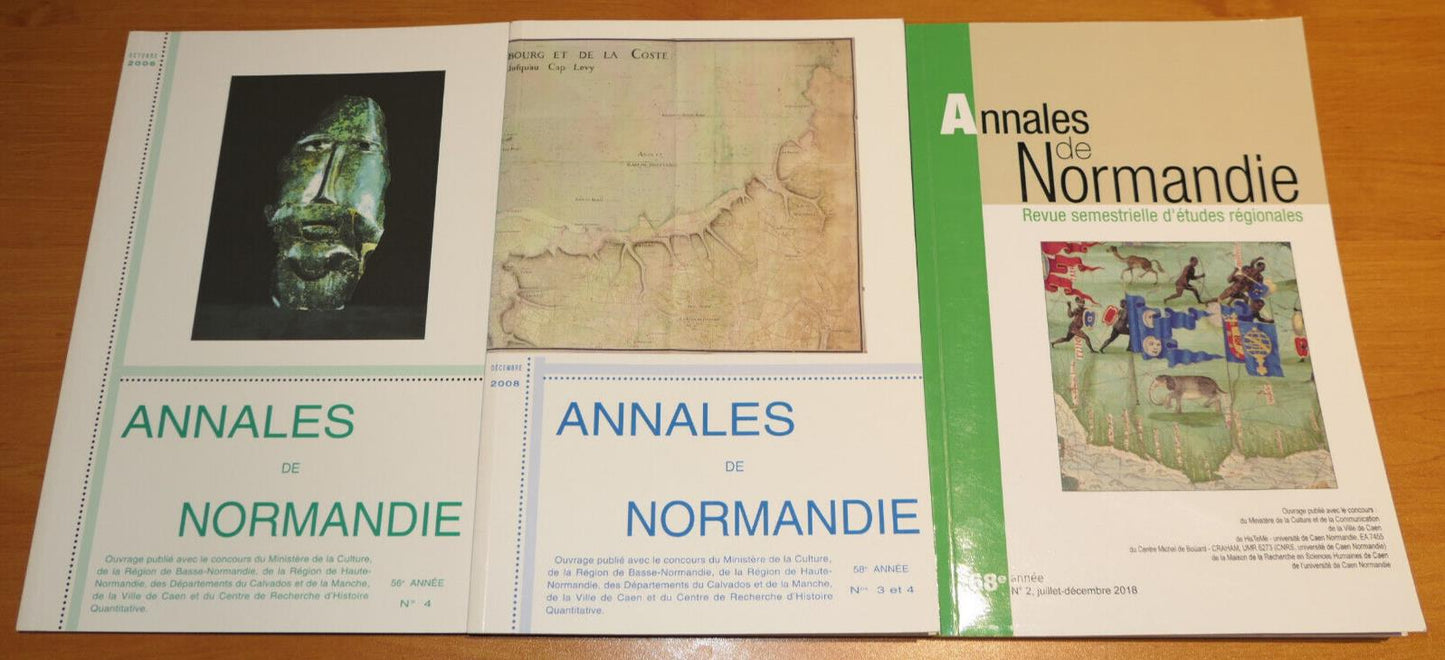 OCTOBRE
2006
ANNALES
DE
NORMANDIE
Ouvrage publié avec le concours du Ministère de la Culture,
de la Région de Basse-Normandie, de la Région de Haute-
Normandie, des Départements du Calvados et de la Manche,
de la Ville de Caen et du Centre de Recherche d'Histoire
Quantitative.
56e ANNÉE
N° 4
BOURG ET DE LA COSTE
jusqu'au Cap Levy
DÉCEMBRE
2008
ANNALES
DE
NORMANDIE
Ouvrage publié avec le concours du Ministère de la Culture,
de la Région de Basse-Normandie, de la Région de Haute-
Normandie, des Départements du Calvados et de la Manche,
de la Ville de Caen et du Centre de Recherche d'Histoire
Quantitative.
58e ANNÉE
Nos 3 et 4
Annales
de
Normandie
Revue semestrielle d'études régionales
Ouvrage publié avec le concours :
du Ministère de la Culture et de la Communication
de la Ville de Caen
de HisTeMé - université de Caen Normandie, EA 7455
du Centre Michel de Boüard - CRAHAM, UMR 6273 (CNRS, université de Caen Normandie)
de la Maison de la Recherche en Sciences Humaines de Caen
de l'université de Caen Normandie
68e année
N° 2, juillet-décembre 2018